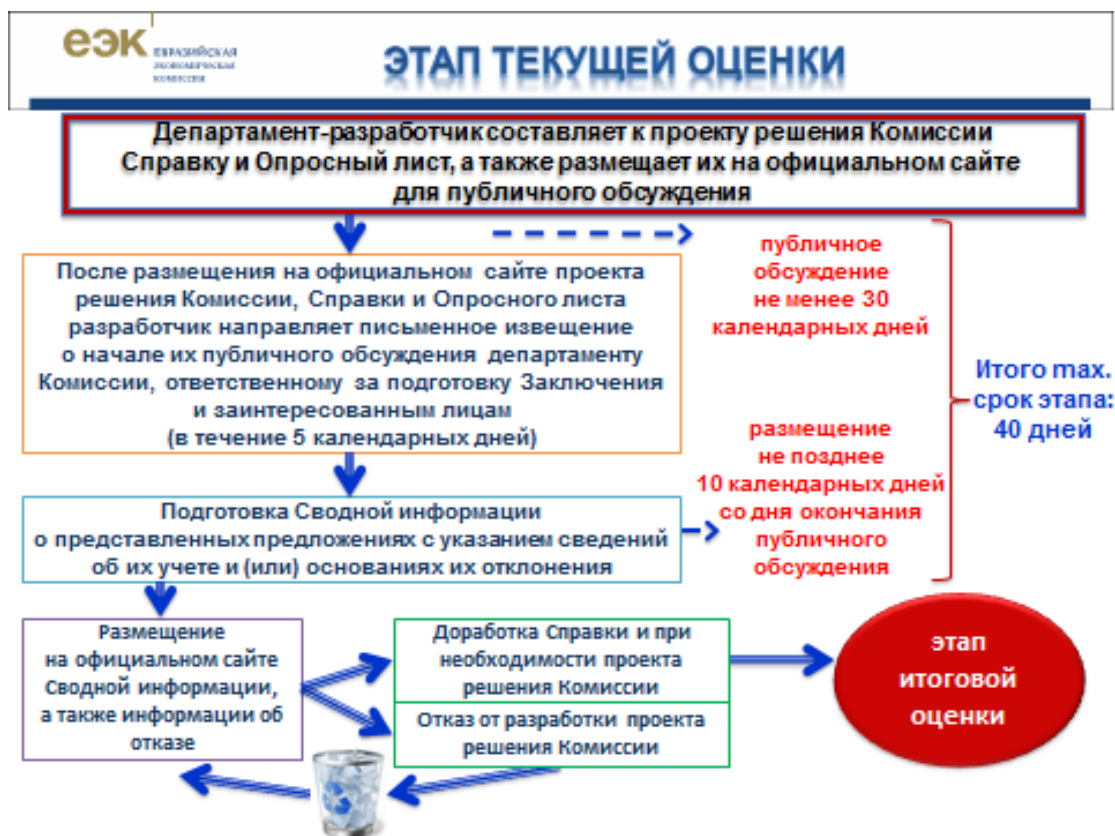 еэк
ЕВРАЗИЙСКАЯ
ЭКОНОМИЧЕСКАЯ
КОМИССИЯ
ЭТАП ТЕКУЩЕЙ ОЦЕНКИ
Департамент-разработчик составляет к проекту решения Комиссии
Справку и Опросный лист, а также размещает их на официальном сайте
для публичного обсуждения
После размещения на официальном сайте проекта
решения Комиссии, Справки и Опросного листа
разработчик направляет письменное извещение
о начале их публичного обсуждения департаменту
Комиссии, ответственному за подготовку Заключения
и заинтересованным лицам
(в течение 5 календарных дней)
публичное
обсуждение
не менее 30
календарных дней
Итого max.
срок этапа:
40 дней
размещение
не позднее
10 календарных дней
со дня окончания
публичного
обсуждения
Подготовка Сводной информации
о представленных предложениях с указанием сведений
об их учете и (или) основаниях их отклонения
Размещение
на официальном сайте
Сводной информации,
а также информации об
отказе
Доработка Справки и при
необходимости проекта
решения Комиссии
Отказ от разработки проекта
решения Комиссии
этап
итоговой
оценки